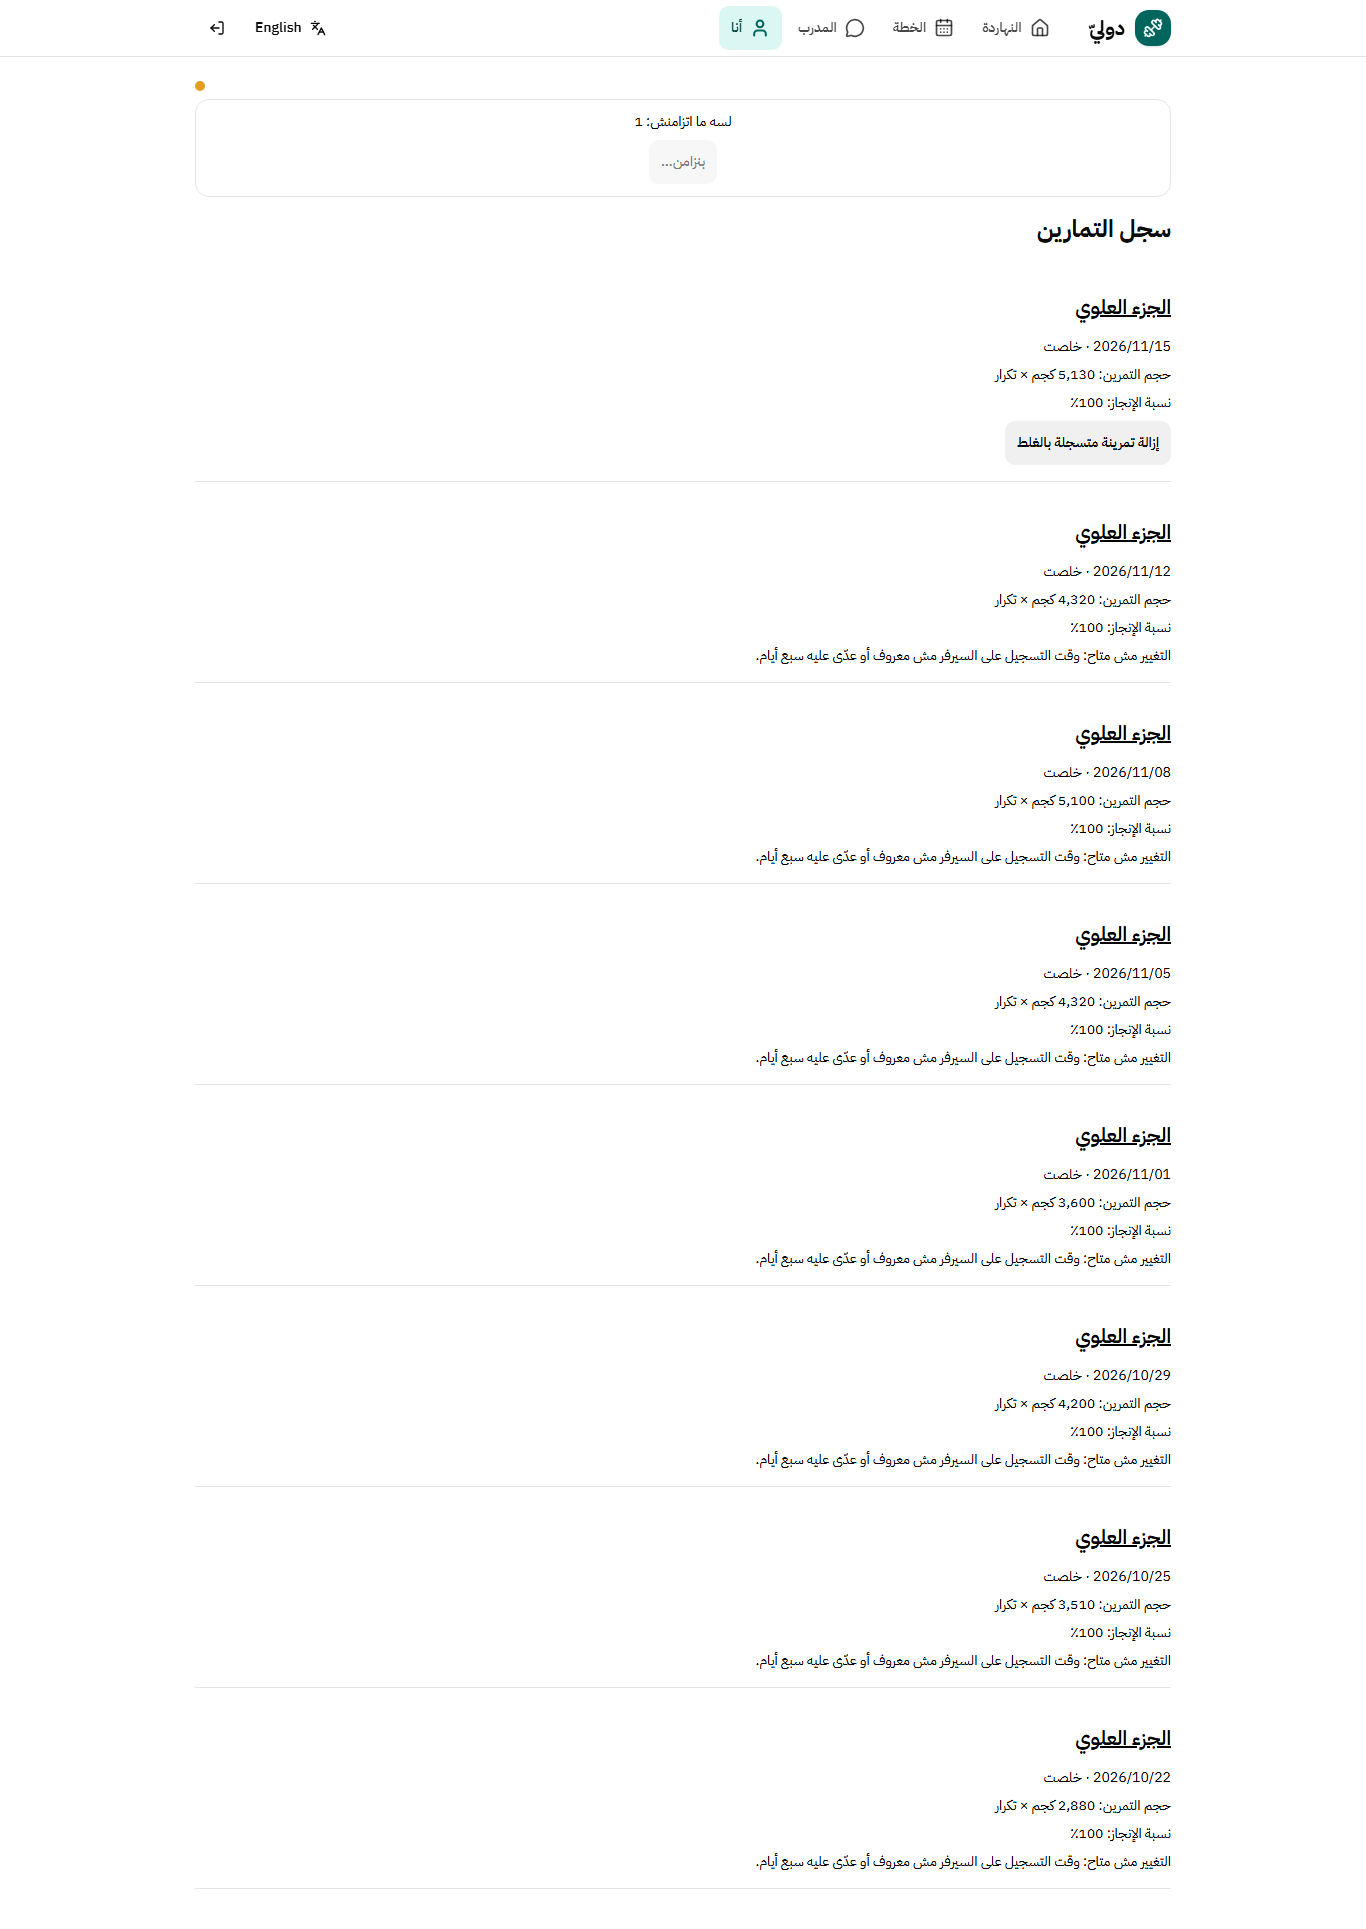 دوليّ
النهاردة
الخطة
المدرب
أنا
English
لسه ما اتزامنش: 1
بنزامن...
سجل التمارين
الجزء العلوي
2026/11/15 · خلصت
حجم التمرين: 5,130 كجم × تكرار
نسبة الإنجاز: 100٪
إزالة تمرينة متسجلة بالغلط
الجزء العلوي
2026/11/12 · خلصت
حجم التمرين: 4,320 كجم × تكرار
نسبة الإنجاز: 100٪
التغيير مش متاح: وقت التسجيل على السيرفر مش معروف أو عدّى عليه سبع أيام.
الجزء العلوي
2026/11/08 · خلصت
حجم التمرين: 5,100 كجم × تكرار
نسبة الإنجاز: 100٪
التغيير مش متاح: وقت التسجيل على السيرفر مش معروف أو عدّى عليه سبع أيام.
الجزء العلوي
2026/11/05 · خلصت
حجم التمرين: 4,320 كجم × تكرار
نسبة الإنجاز: 100٪
التغيير مش متاح: وقت التسجيل على السيرفر مش معروف أو عدّى عليه سبع أيام.
الجزء العلوي
2026/11/01 · خلصت
حجم التمرين: 3,600 كجم × تكرار
نسبة الإنجاز: 100٪
التغيير مش متاح: وقت التسجيل على السيرفر مش معروف أو عدّى عليه سبع أيام.
الجزء العلوي
2026/10/29 · خلصت
حجم التمرين: 4,200 كجم × تكرار
نسبة الإنجاز: 100٪
التغيير مش متاح: وقت التسجيل على السيرفر مش معروف أو عدّى عليه سبع أيام.
الجزء العلوي
2026/10/25 · خلصت
حجم التمرين: 3,510 كجم × تكرار
نسبة الإنجاز: 100٪
التغيير مش متاح: وقت التسجيل على السيرفر مش معروف أو عدّى عليه سبع أيام.
الجزء العلوي
2026/10/22 · خلصت
حجم التمرين: 2,880 كجم × تكرار
نسبة الإنجاز: 100٪
التغيير مش متاح: وقت التسجيل على السيرفر مش معروف أو عدّى عليه سبع أيام.